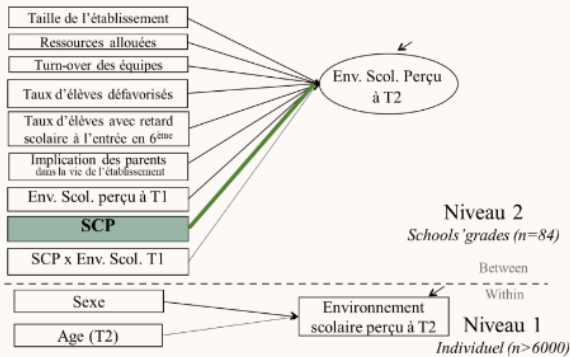 Taille de l'établissement
Ressources allouées
Turn-over des équipes
Taux d'élèves défavorisés
Taux d'élèves avec retard
scolaire à l'entrée en 6ème
Implication des parents
dans la vie de l'établissement
Env. Scol. perçu à T1
SCP
SCP x Env. Scol. T1
Env. Scol. Perçu
à T2
Niveau 2
Schools'grades (n=84)
Between
Within
Sexe
Age (T2)
Environnement
scolaire perçu à T2
Niveau 1
Individuel (n>6000)